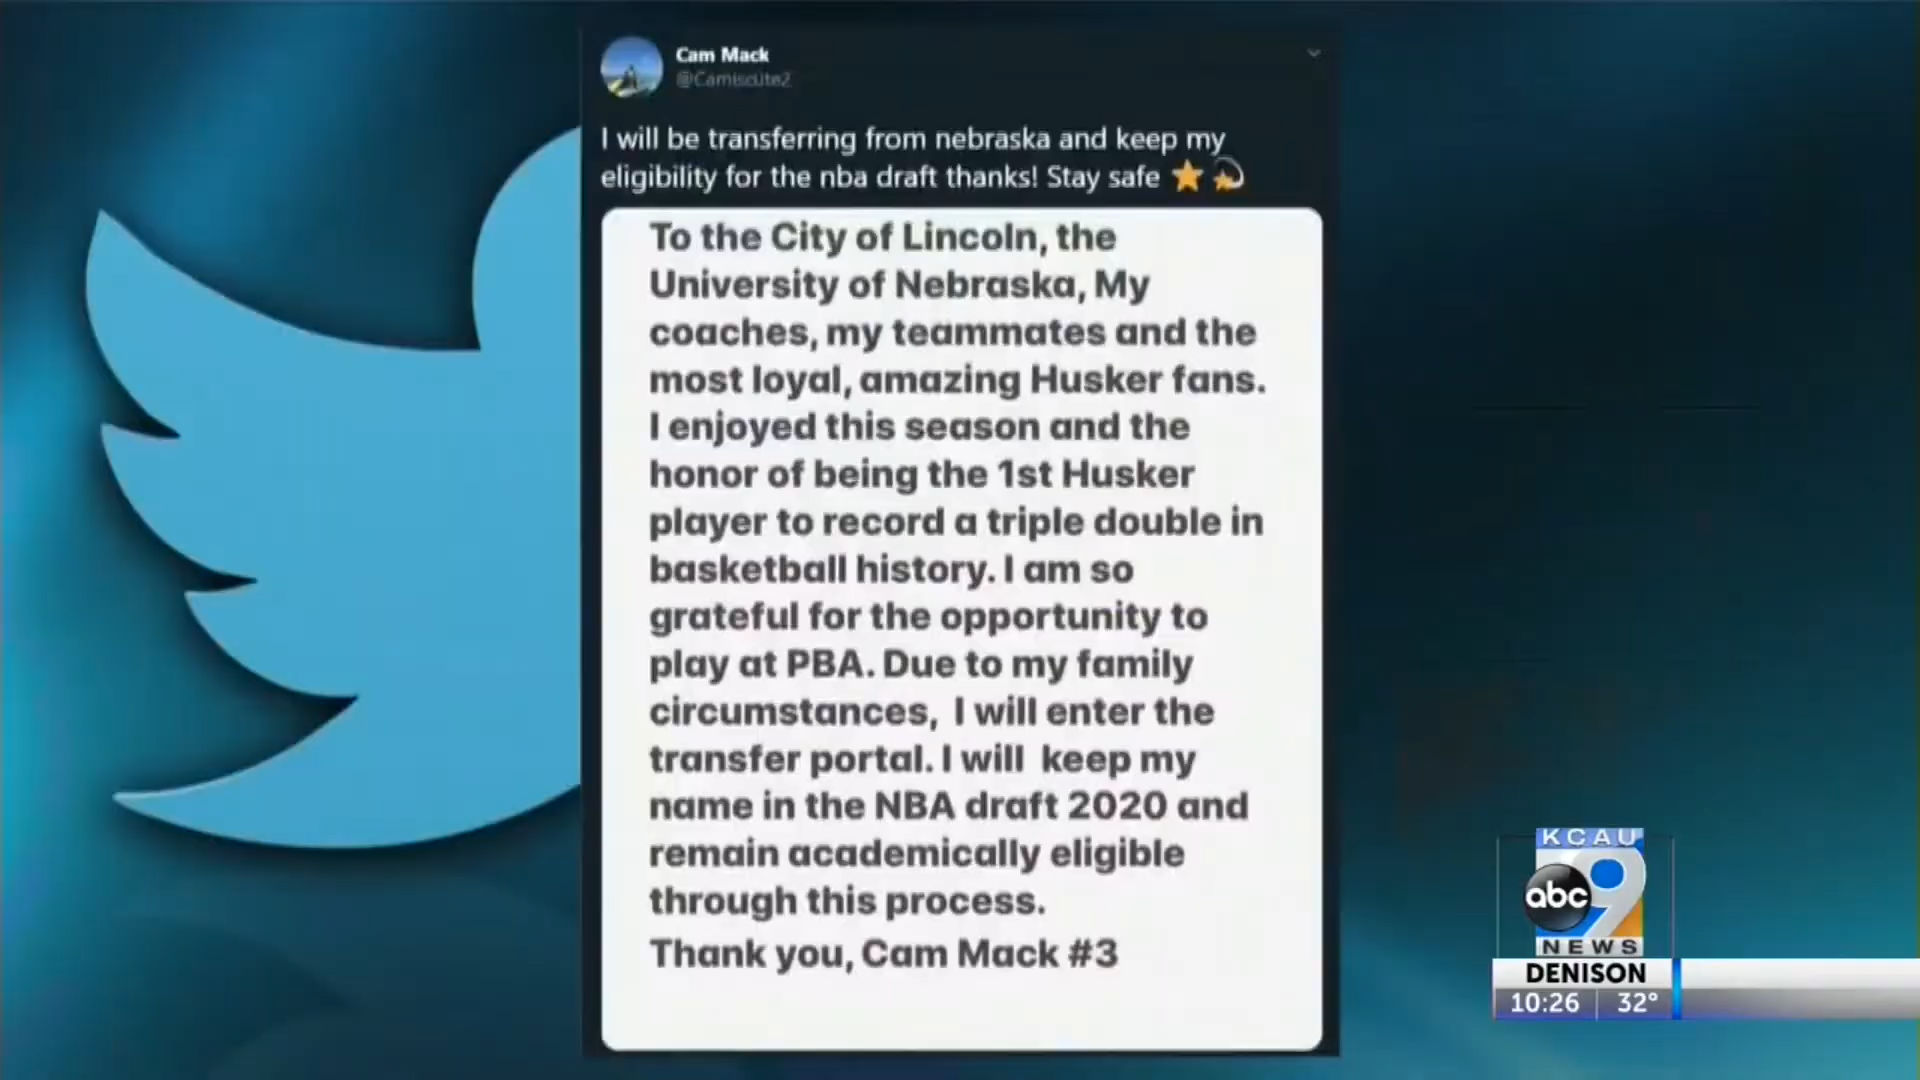 Cam Mack
@Camiscute2
I will be transferring from nebraska and keep my
eligibility for the nba draft thanks! Stay safe
To the City of Lincoln, the
University of Nebraska, My
coaches, my teammates and the
most loyal, amazing Husker fans.
I enjoyed this season and the
honor of being the 1st Husker
player to record a triple double in
basketball history. I am so
grateful for the opportunity to
play at PBA. Due to my family
circumstances, I will enter the
transfer portal. I will keep my
name in the NBA draft 2020 and
remain academically eligible
through this process.
Thank you, Cam Mack #3
KCAU
abc 9
NEWS
DENISON
10:26 32°